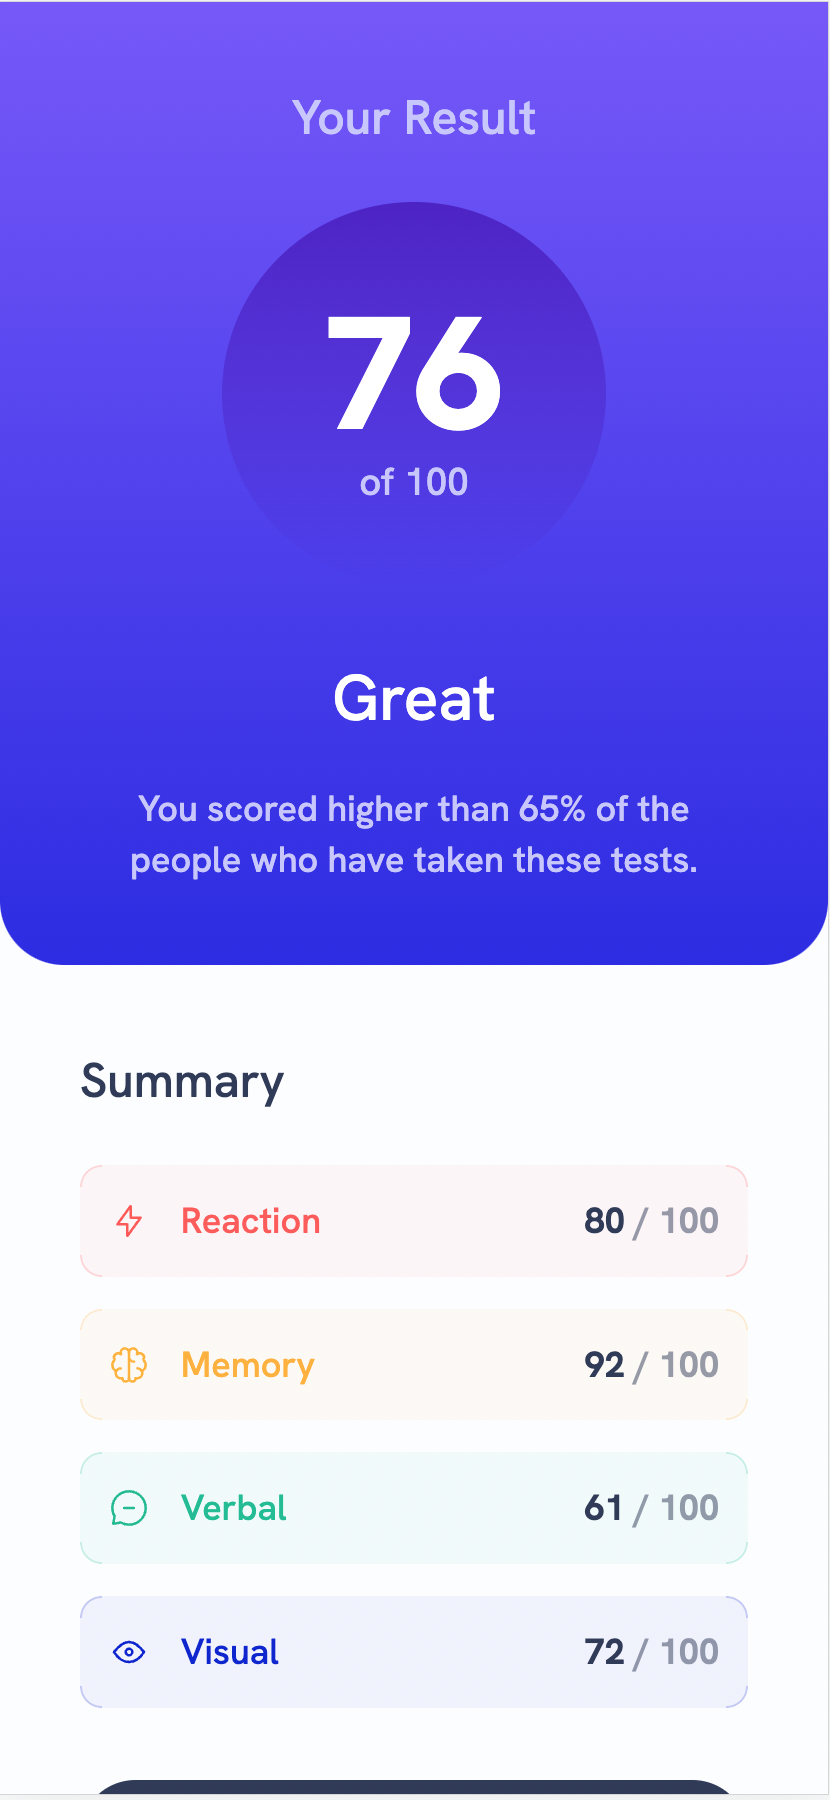 Your Result
76
of 100
Great
You scored higher than 65% of the
people who have taken these tests.
Summary
Reaction 80 / 100
Memory 92 / 100
Verbal 61 / 100
Visual 72 / 100